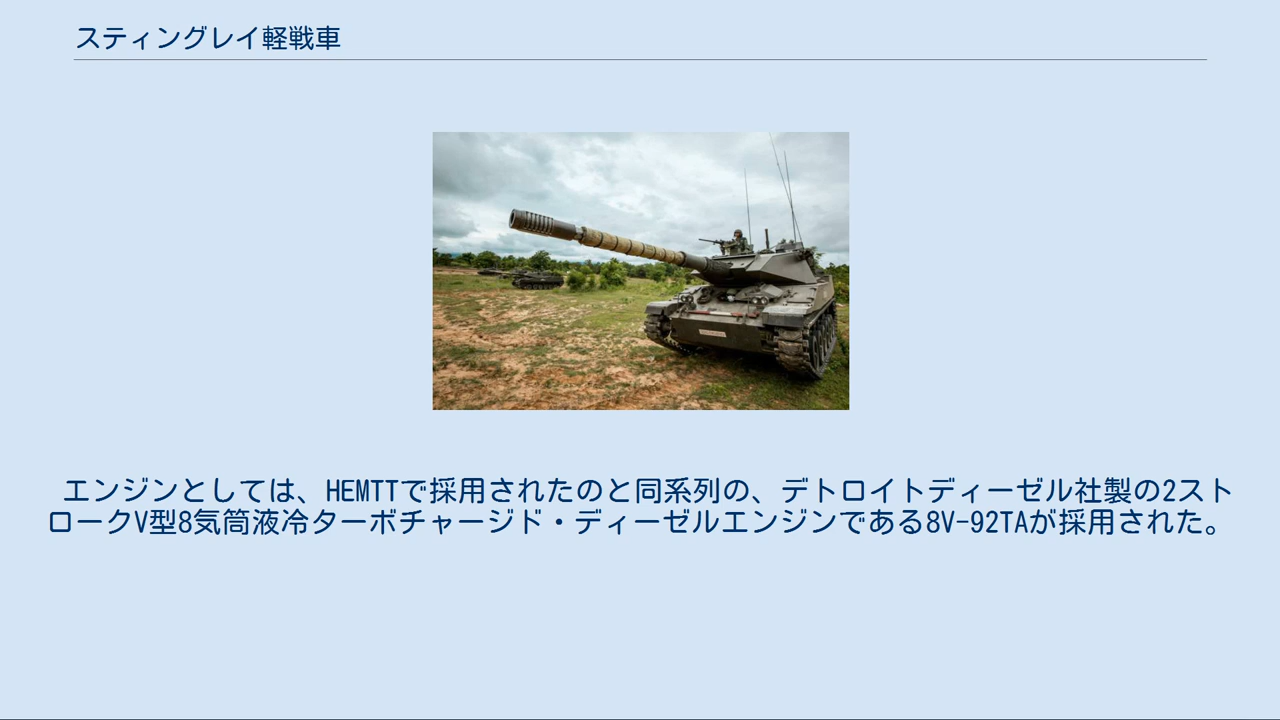 スティングレイ軽戦車
エンジンとしては、HEMTTで採用されたのと同系列の、デトロイトディーゼル社製の2スト
ロークV型8気筒液冷ターボチャージド・ディーゼルエンジンである8V-92TAが採用された。